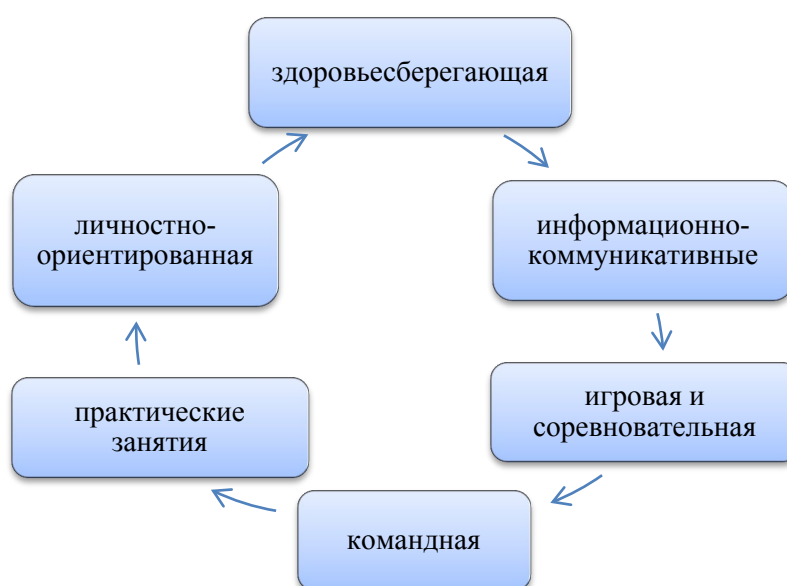 здоровьесберегающая
информационно-
коммуникативные
игровая и
соревновательная
командная
практические
занятия
личностно-
ориентированная